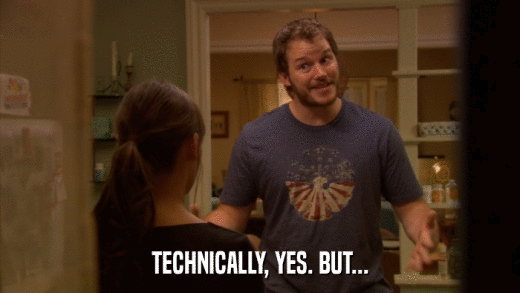 TECHNICALLY, YES. BUT...